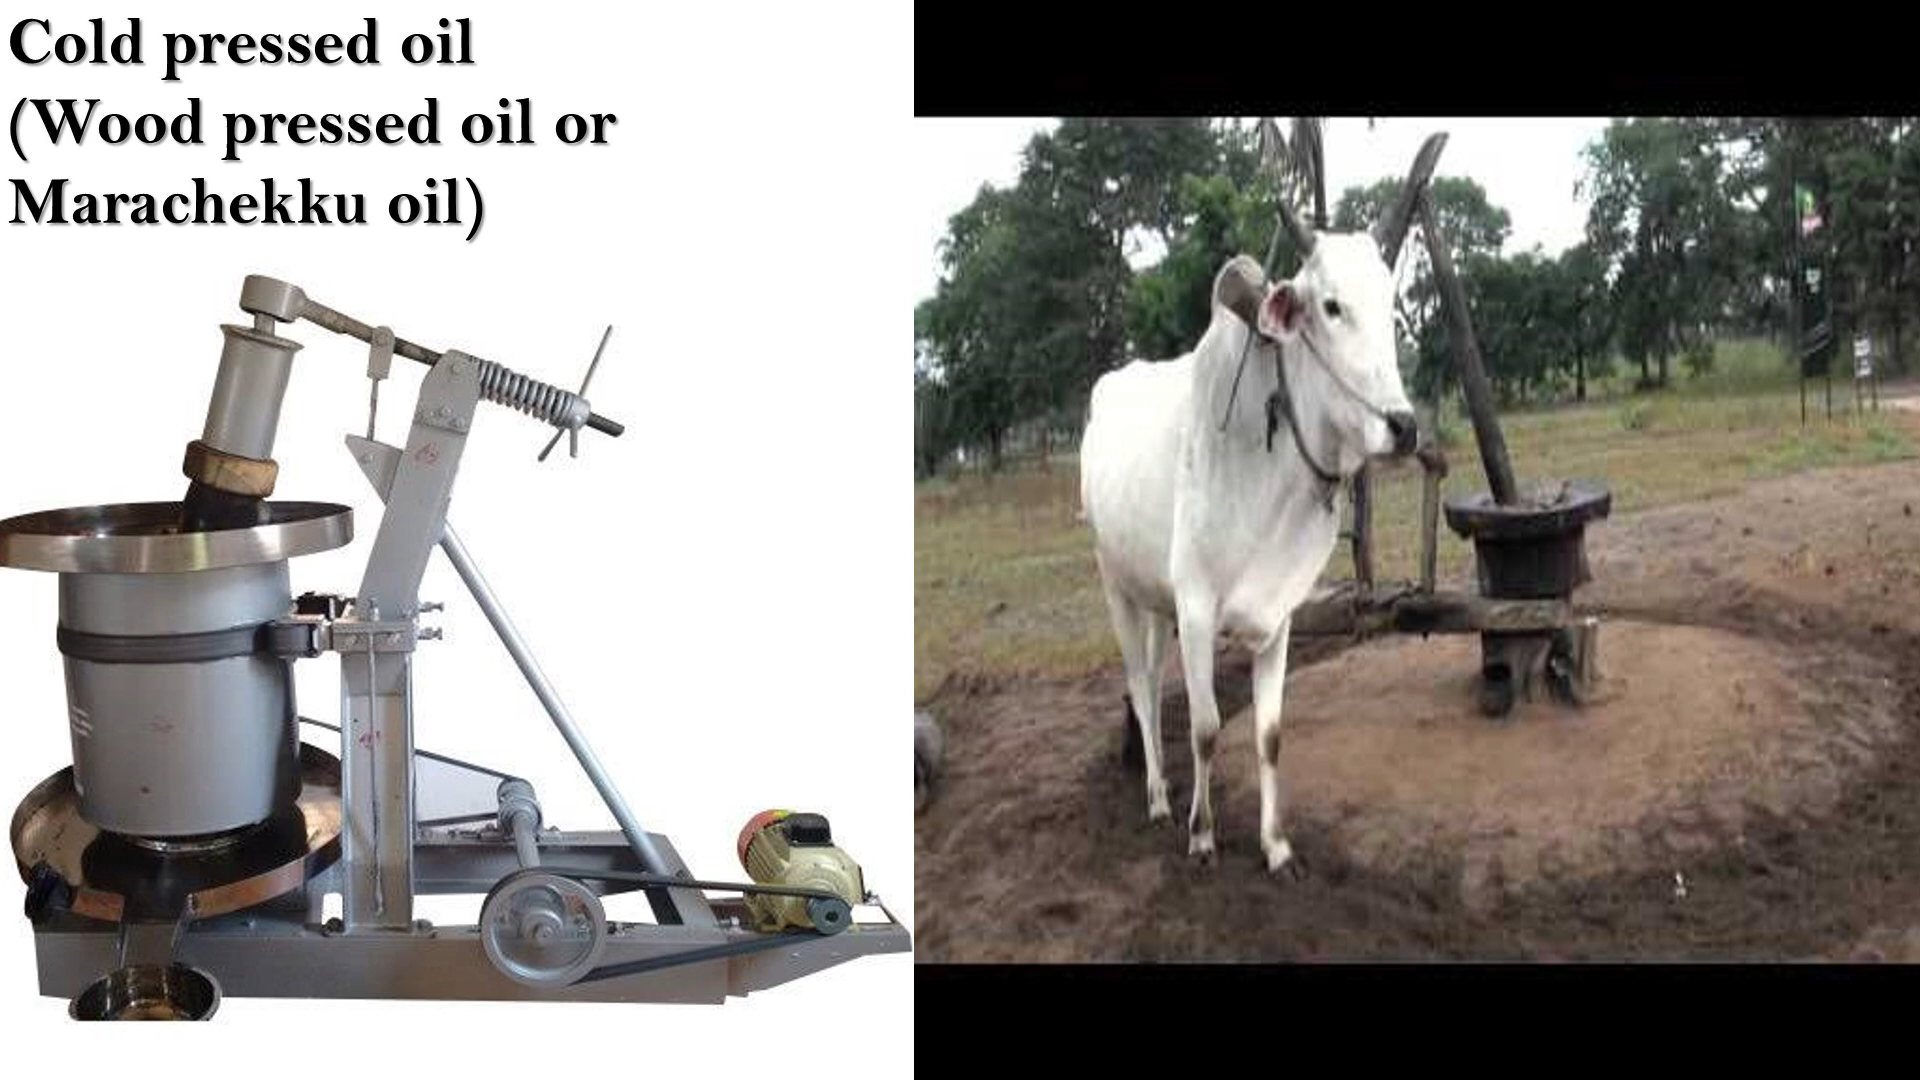 Cold pressed oil
(Wood pressed oil or
Marachekku oil)